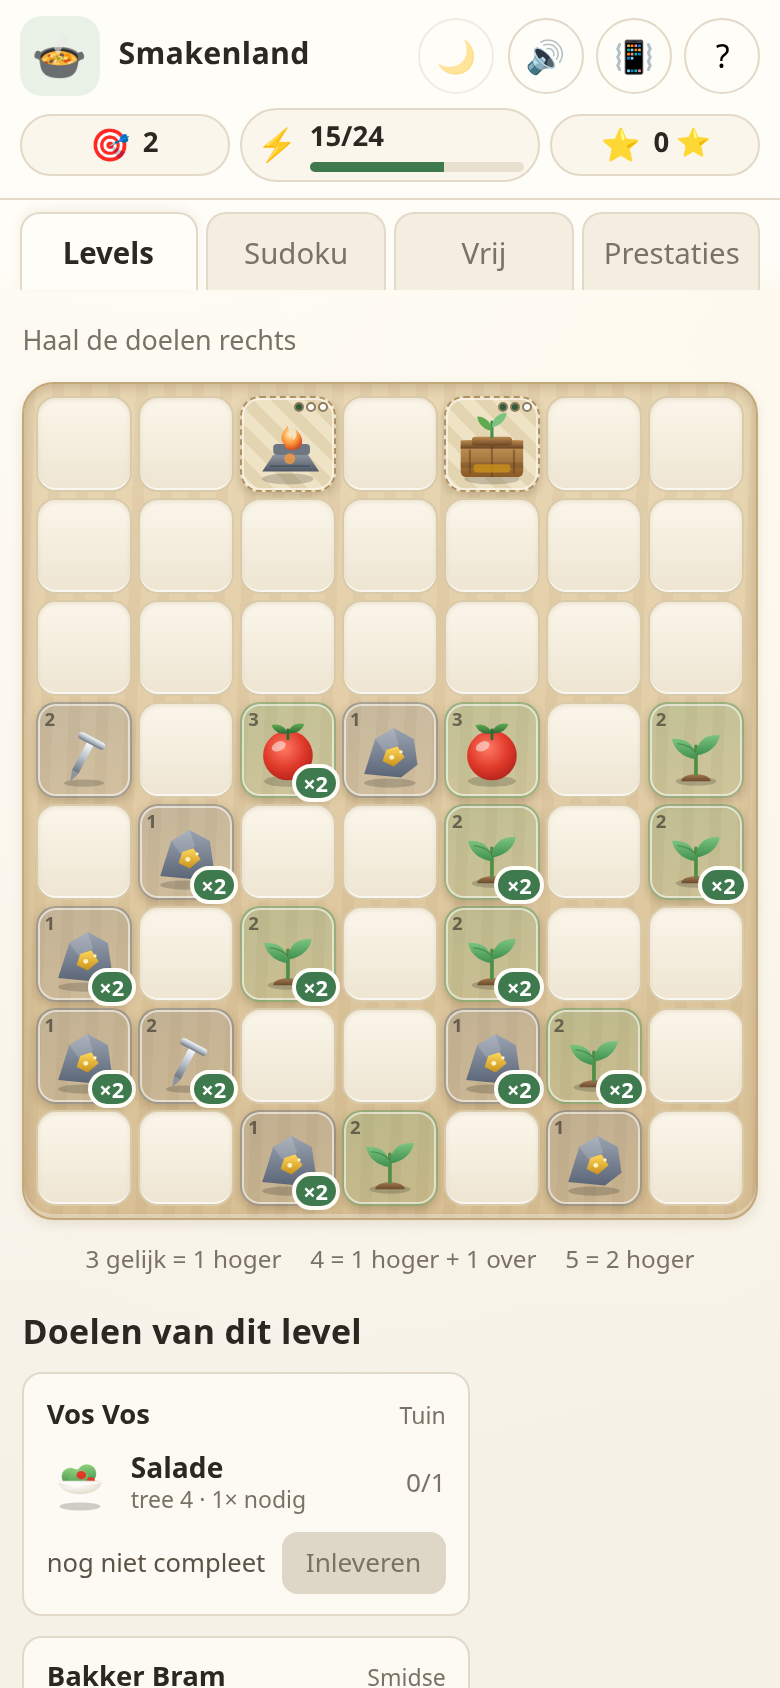 Smakenland
?
2
15/24
0
Levels
Sudoku
Vrij
Prestaties
Haal de doelen rechts
2
3
×2
1
3
2
1
×2
2
×2
2
×2
1
×2
2
×2
2
×2
1
×2
2
×2
1
×2
2
×2
1
×2
2
1
3 gelijk = 1 hoger 4 = 1 hoger + 1 over 5 = 2 hoger
Doelen van dit level
Vos Vos Tuin
Salade
0/1
tree 4 · 1× nodig
nog niet compleet Inleveren
Bakker Bram Smidse